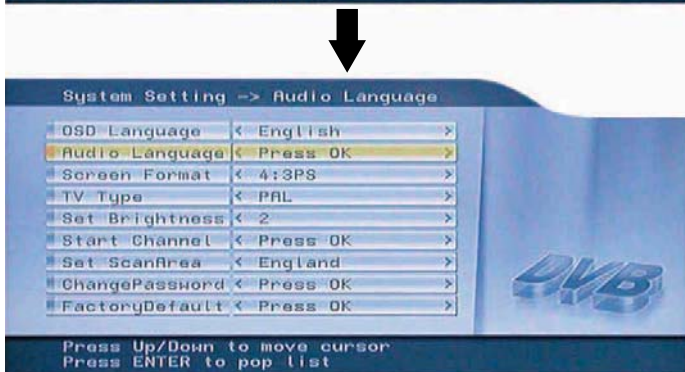 System Setting -> Audio Language
OSD Language < English >
Audio Language < Press OK >
Screen Format < 4:3PS >
TV Type < PAL >
Set Brightness < 2 >
Start Channel < Press OK >
Set ScanArea < England >
ChangePassword < Press OK >
FactoryDefault < Press OK >
DVB
Press Up/Down to move cursor
Press ENTER to pop list